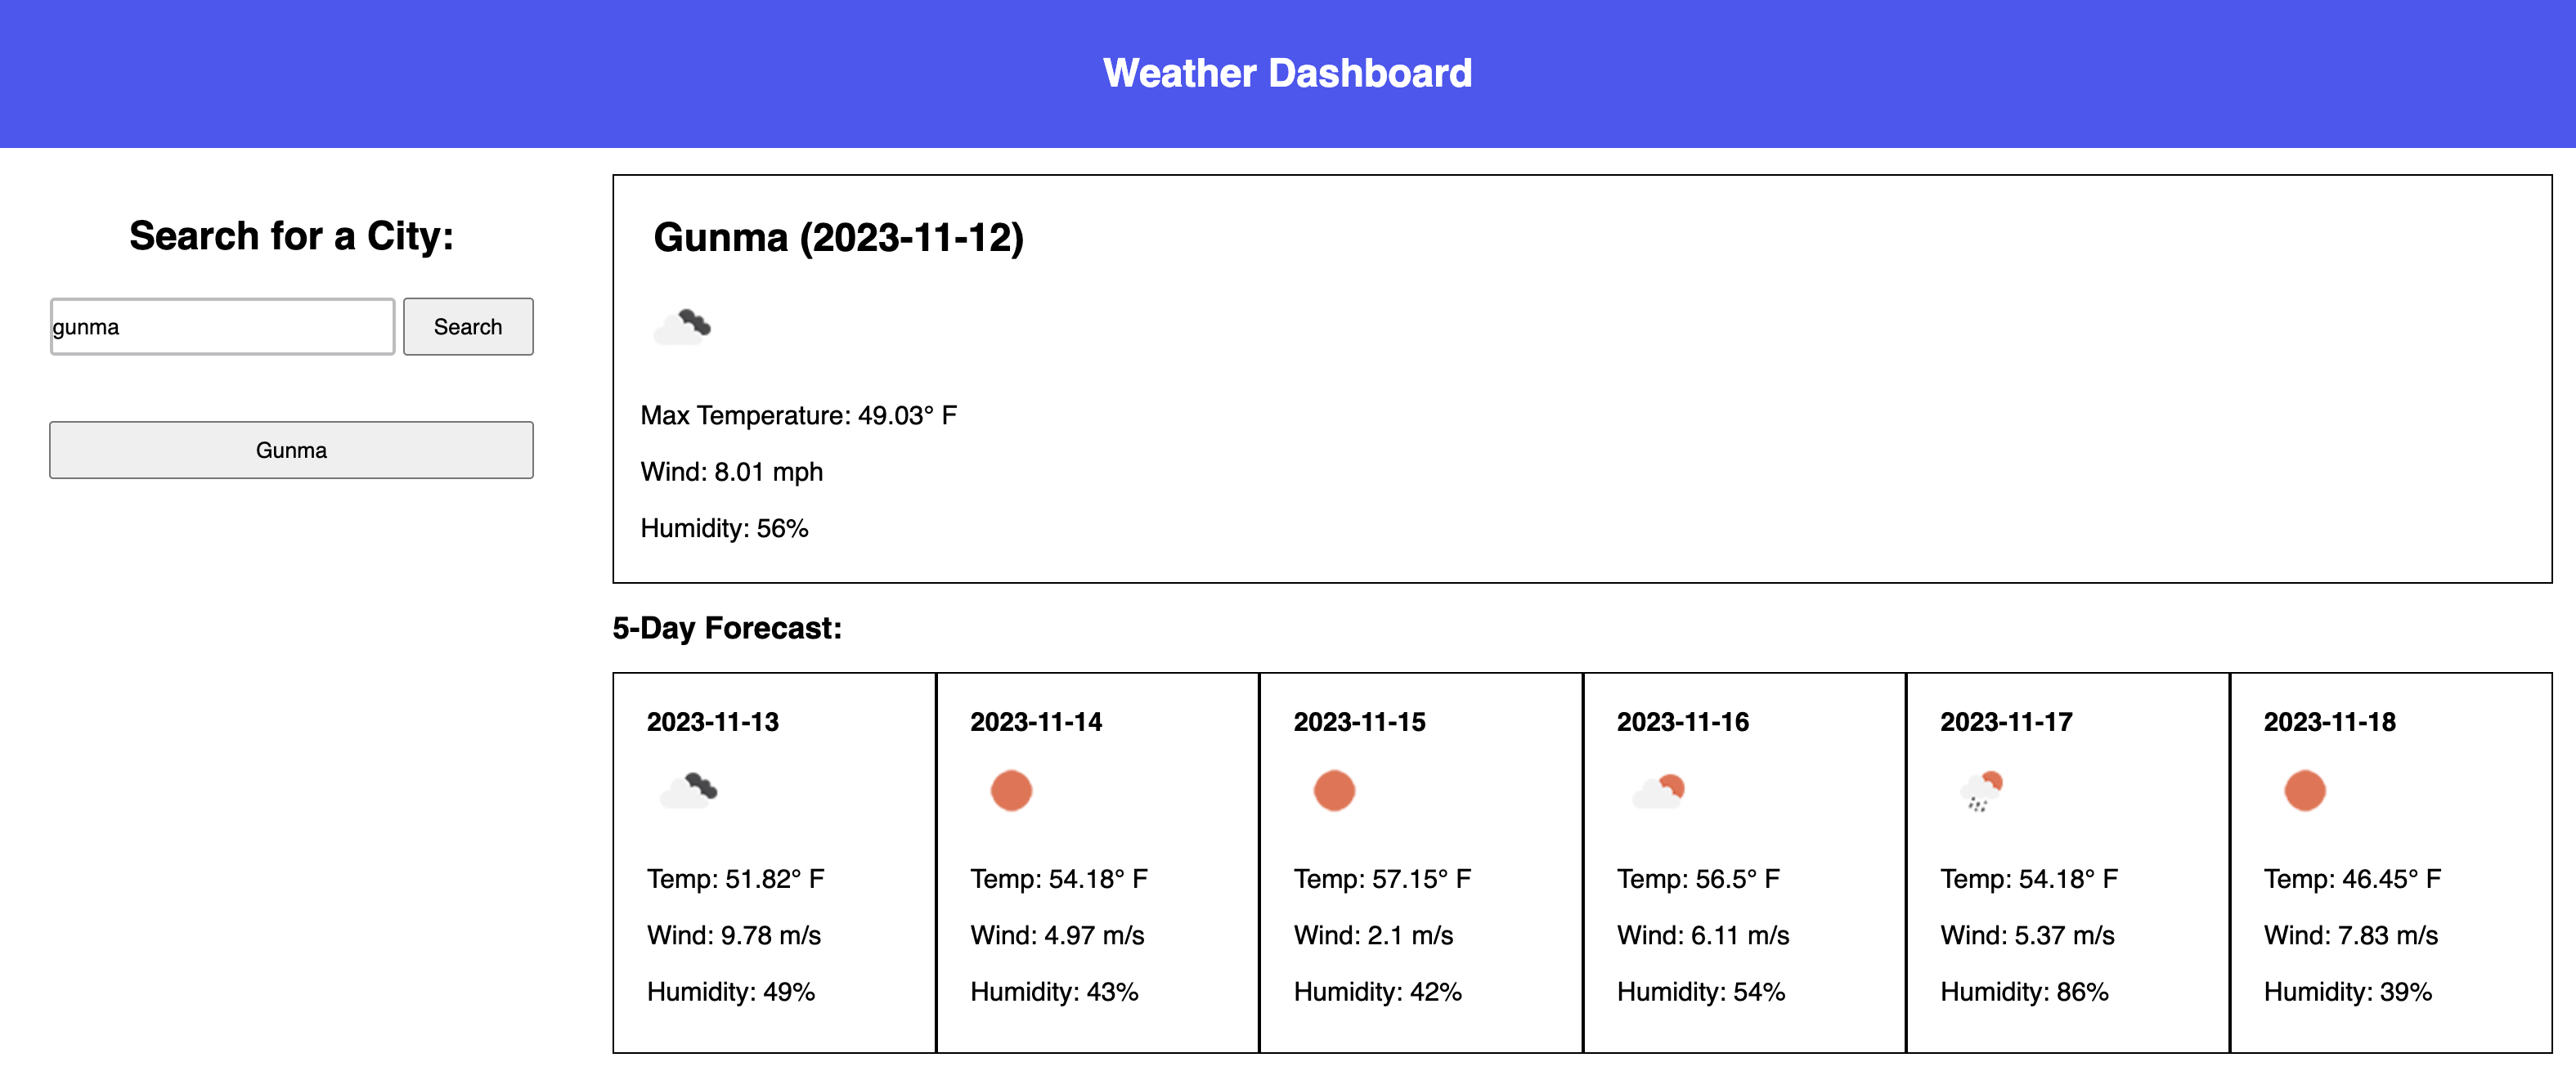 Weather Dashboard
Search for a City:
gunma
Search
Gunma
Gunma (2023-11-12)
Max Temperature: 49.03° F
Wind: 8.01 mph
Humidity: 56%
5-Day Forecast:
2023-11-13
Temp: 51.82° F
Wind: 9.78 m/s
Humidity: 49%
2023-11-14
Temp: 54.18° F
Wind: 4.97 m/s
Humidity: 43%
2023-11-15
Temp: 57.15° F
Wind: 2.1 m/s
Humidity: 42%
2023-11-16
Temp: 56.5° F
Wind: 6.11 m/s
Humidity: 54%
2023-11-17
Temp: 54.18° F
Wind: 5.37 m/s
Humidity: 86%
2023-11-18
Temp: 46.45° F
Wind: 7.83 m/s
Humidity: 39%